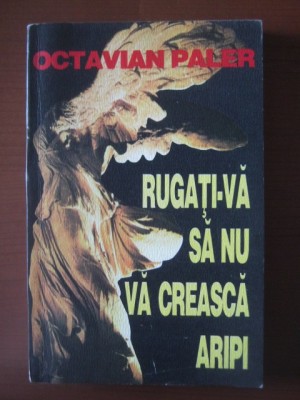 OCTAVIAN PALER
RUGAȚI-VĂ
SĂ NU
VĂ CREASCĂ
ARIPI